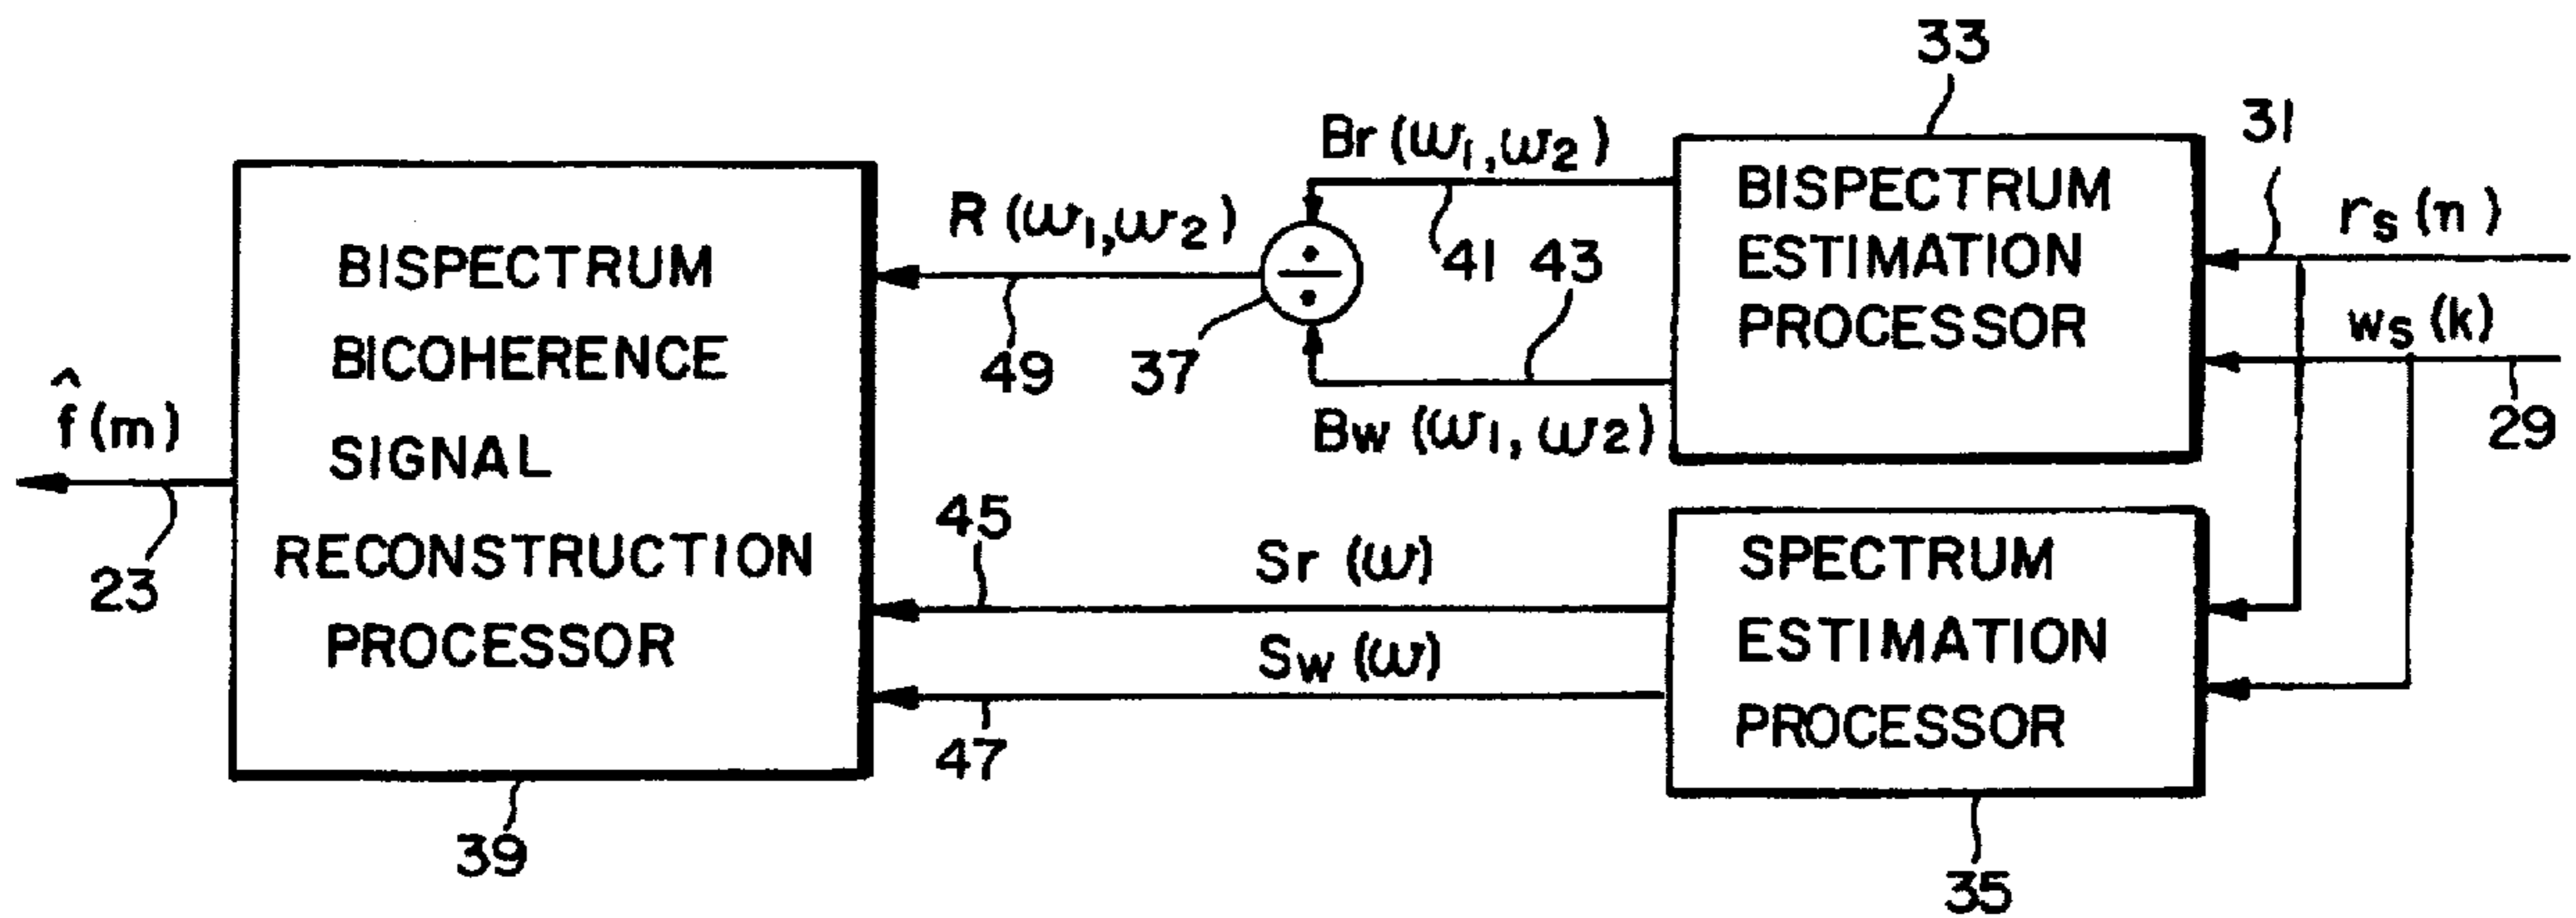 33
31
Br (ω₁,ω₂)
BISPECTRUM
ESTIMATION
PROCESSOR
rₛ (n)
R (ω₁,ω₂)
41
43
wₛ (k)
BISPECTRUM
BICOHERENCE
SIGNAL
RECONSTRUCTION
PROCESSOR
49
37
29
f̂ (m)
Bw (ω₁, ω₂)
23
45
Sr (ω)
SPECTRUM
ESTIMATION
PROCESSOR
Sw (ω)
47
39
35